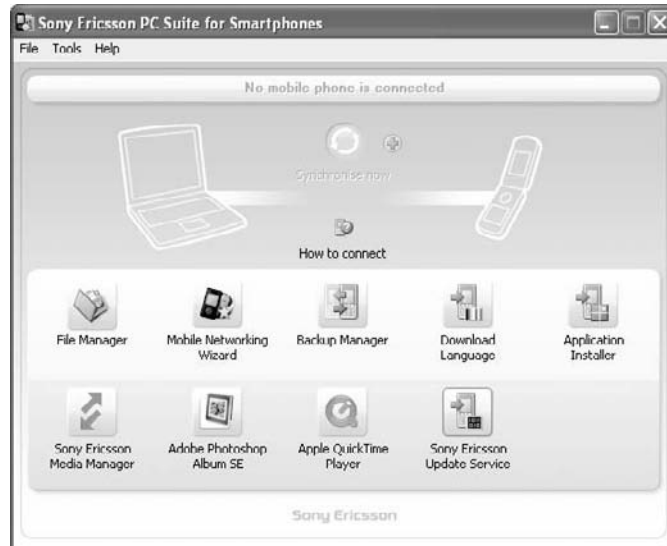 Sony Ericsson PC Suite for Smartphones
File Tools Help
No mobile phone is connected
Synchronise now
How to connect
File Manager
Mobile Networking
Wizard
Backup Manager
Download
Language
Application
Installer
Sony Ericsson
Media Manager
Adobe Photoshop
Album SE
Apple QuickTime
Player
Sony Ericsson
Update Service
Sony Ericsson